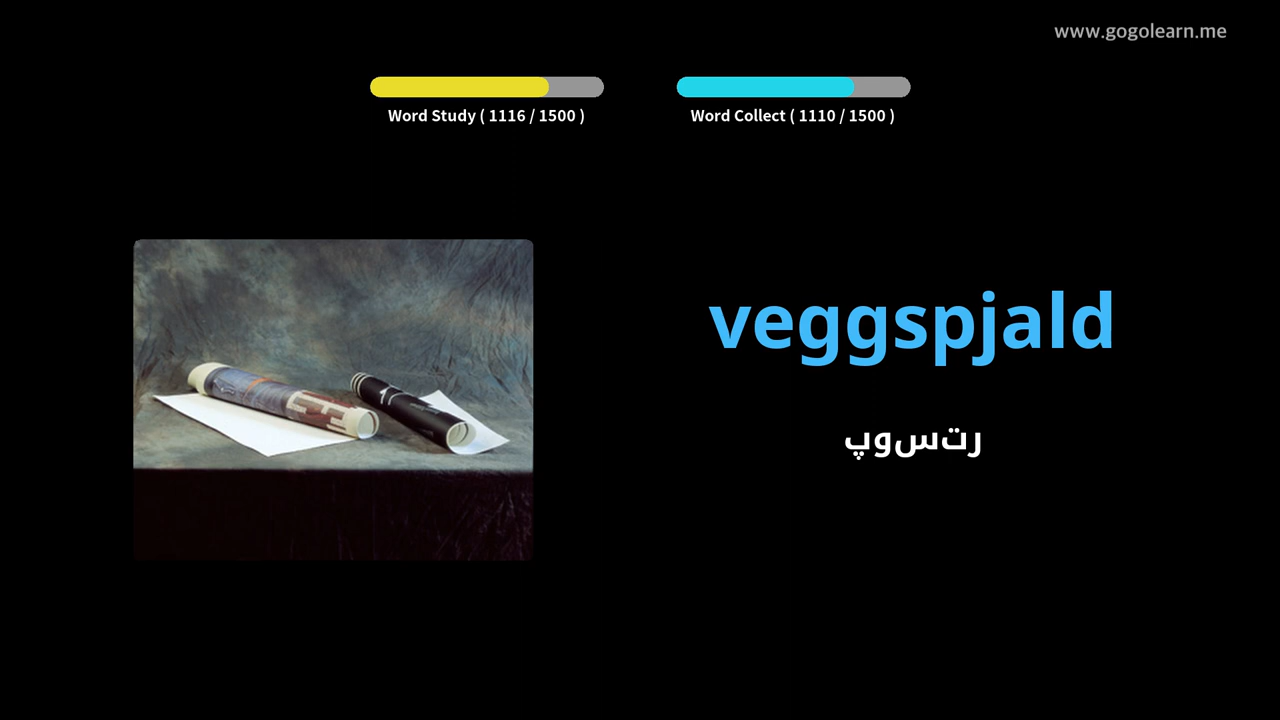 www.gogolearn.me
Word Study ( 1116 / 1500 )
Word Collect ( 1110 / 1500 )
veggspjald
رتسوپ